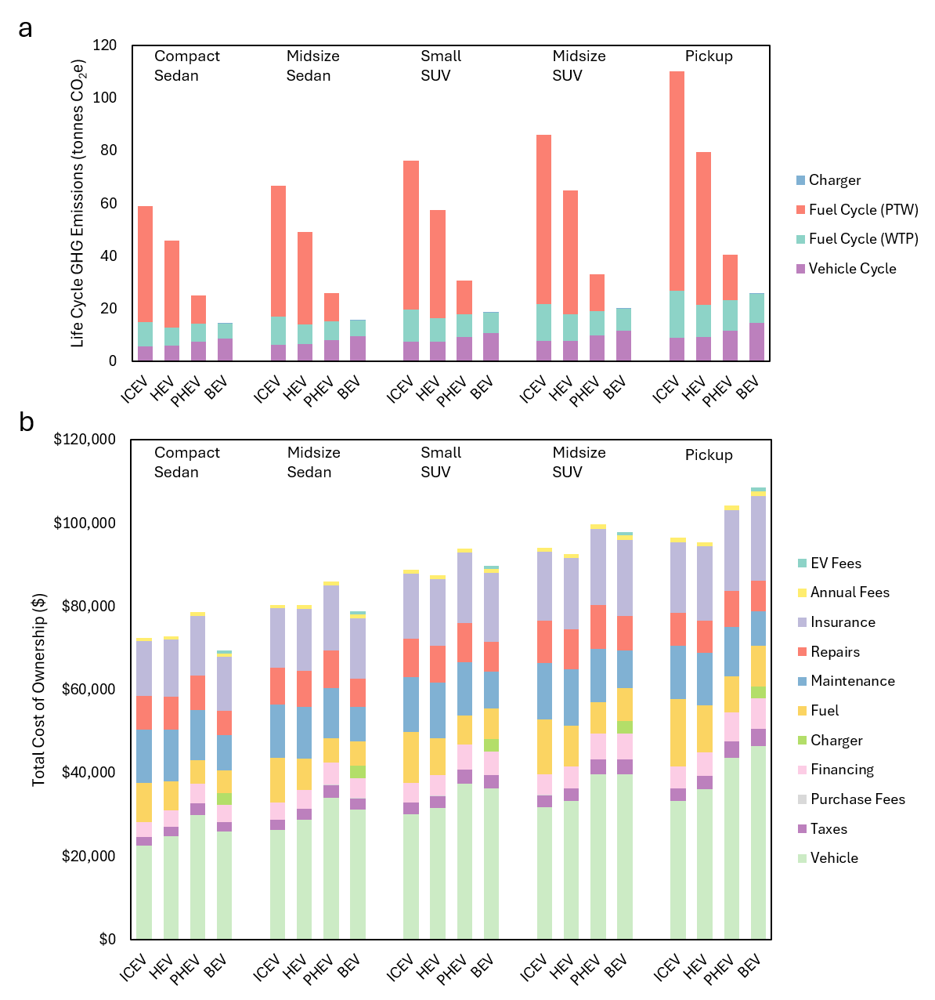 a
Life Cycle GHG Emissions (tonnes CO₂e)
120
100
80
60
40
20
0
Compact
Sedan
Midsize
Sedan
Small
SUV
Midsize
SUV
Pickup
ICEV
HEV
PHEV
BEV
ICEV
HEV
PHEV
BEV
ICEV
HEV
PHEV
BEV
ICEV
HEV
PHEV
BEV
ICEV
HEV
PHEV
BEV
Charger
Fuel Cycle (PTW)
Fuel Cycle (WTP)
Vehicle Cycle
b
Total Cost of Ownership ($)
$120,000
$100,000
$80,000
$60,000
$40,000
$20,000
$0
Compact
Sedan
Midsize
Sedan
Small
SUV
Midsize
SUV
Pickup
ICEV
HEV
PHEV
BEV
ICEV
HEV
PHEV
BEV
ICEV
HEV
PHEV
BEV
ICEV
HEV
PHEV
BEV
ICEV
HEV
PHEV
BEV
EV Fees
Annual Fees
Insurance
Repairs
Maintenance
Fuel
Charger
Financing
Purchase Fees
Taxes
Vehicle